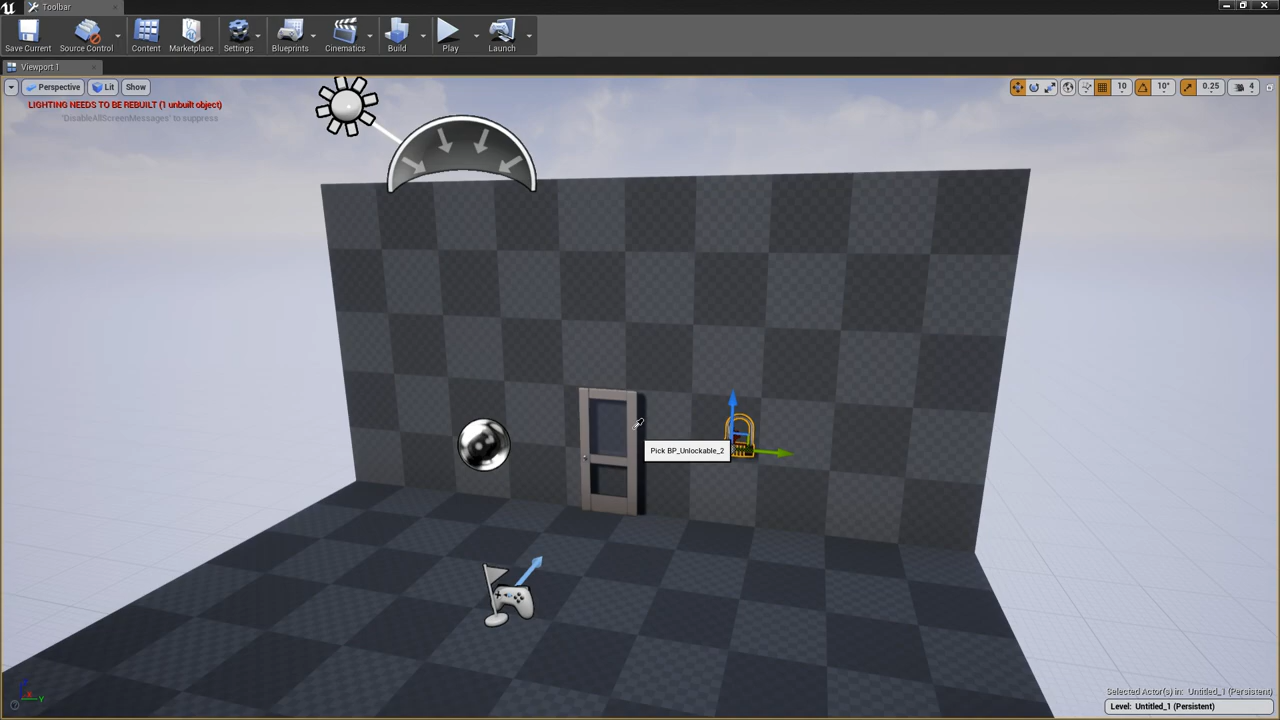 Toolbar
Save Current
Source Control
Content
Marketplace
Settings
Blueprints
Cinematics
Build
Play
Launch
Viewport 1
Perspective
Lit
Show
10
10°
0.25
4
LIGHTING NEEDS TO BE REBUILT (1 unbuilt object)
'DisableAllScreenMessages' to suppress
Pick BP_Unlockable_2
Z
X
Y
Selected Actor(s) in: Untitled_1 (Persistent)
Level: Untitled_1 (Persistent)